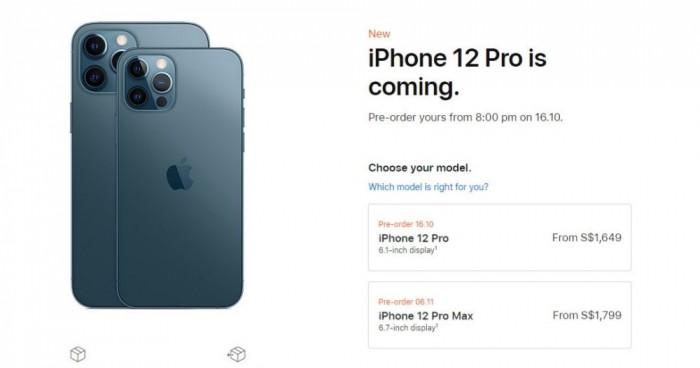 New
iPhone 12 Pro is
coming.
Pre-order yours from 8:00 pm on 16.10.
Choose your model.
Which model is right for you?
Pre-order 16.10
iPhone 12 Pro
6.1-inch display¹
From S$1,649
Pre-order 06.11
iPhone 12 Pro Max
6.7-inch display¹
From S$1,799